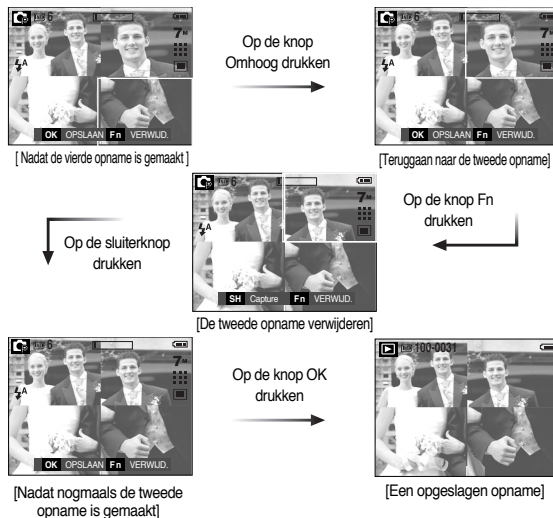 6
7M
A
OK OPSLAAN Fn VERWIJD.
[ Nadat de vierde opname is gemaakt ]
Op de knop
Omhoog drukken
6
7M
A
OK OPSLAAN Fn VERWIJD.
[Teruggaan naar de tweede opname]
Op de knop Fn
drukken
6
7M
A
SH Capture Fn VERWIJD.
[De tweede opname verwijderen]
Op de sluiterknop
drukken
6
7M
A
OK OPSLAAN Fn VERWIJD.
[Nadat nogmaals de tweede
opname is gemaakt]
Op de knop OK
drukken
100-0031
[Een opgeslagen opname]